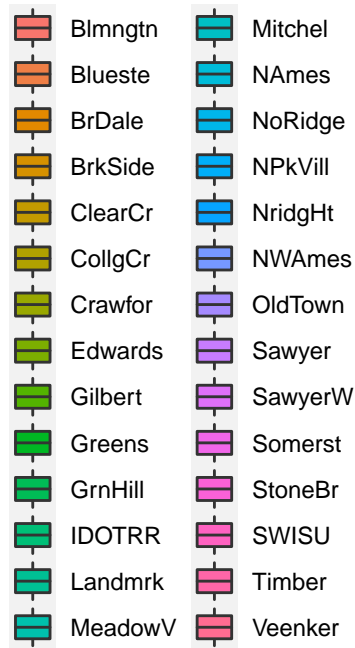 Blmngtn
Blueste
BrDale
BrkSide
ClearCr
CollgCr
Crawfor
Edwards
Gilbert
Greens
GrnHill
IDOTRR
Landmrk
MeadowV
Mitchel
NAmes
NoRidge
NPkVill
NridgHt
NWAmes
OldTown
Sawyer
SawyerW
Somerst
StoneBr
SWISU
Timber
Veenker